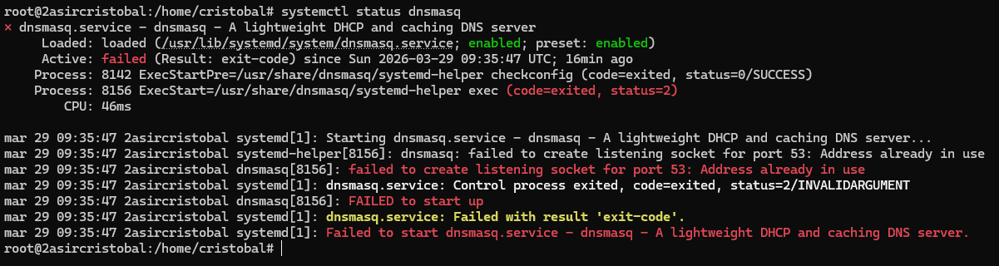 root@2asircristobal:/home/cristobal# systemctl status dnsmasq
× dnsmasq.service - dnsmasq - A lightweight DHCP and caching DNS server
     Loaded: loaded (/usr/lib/systemd/system/dnsmasq.service; enabled; preset: enabled)
     Active: failed (Result: exit-code) since Sun 2026-03-29 09:35:47 UTC; 16min ago
    Process: 8142 ExecStartPre=/usr/share/dnsmasq/systemd-helper checkconfig (code=exited, status=0/SUCCESS)
    Process: 8156 ExecStart=/usr/share/dnsmasq/systemd-helper exec (code=exited, status=2)
        CPU: 46ms

mar 29 09:35:47 2asircristobal systemd[1]: Starting dnsmasq.service - dnsmasq - A lightweight DHCP and caching DNS server...
mar 29 09:35:47 2asircristobal systemd-helper[8156]: dnsmasq: failed to create listening socket for port 53: Address already in use
mar 29 09:35:47 2asircristobal dnsmasq[8156]: failed to create listening socket for port 53: Address already in use
mar 29 09:35:47 2asircristobal systemd[1]: dnsmasq.service: Control process exited, code=exited, status=2/INVALIDARGUMENT
mar 29 09:35:47 2asircristobal dnsmasq[8156]: FAILED to start up
mar 29 09:35:47 2asircristobal systemd[1]: dnsmasq.service: Failed with result 'exit-code'.
mar 29 09:35:47 2asircristobal systemd[1]: Failed to start dnsmasq.service - dnsmasq - A lightweight DHCP and caching DNS server.
root@2asircristobal:/home/cristobal#